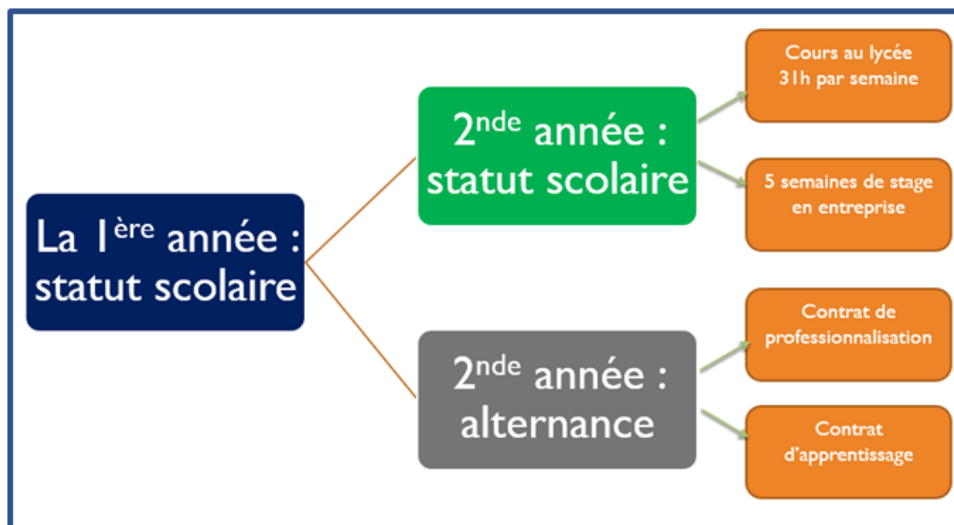 La 1ère année :
statut scolaire
2nde année :
statut scolaire
Cours au lycée
31h par semaine
5 semaines de stage
en entreprise
2nde année :
alternance
Contrat de
professionnalisation
Contrat
d'apprentissage